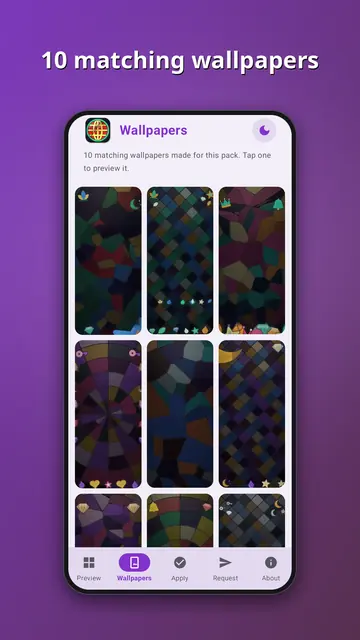 10 matching wallpapers
Wallpapers
10 matching wallpapers made for this pack. Tap one
to preview it.
Preview
Wallpapers
Apply
Request
About